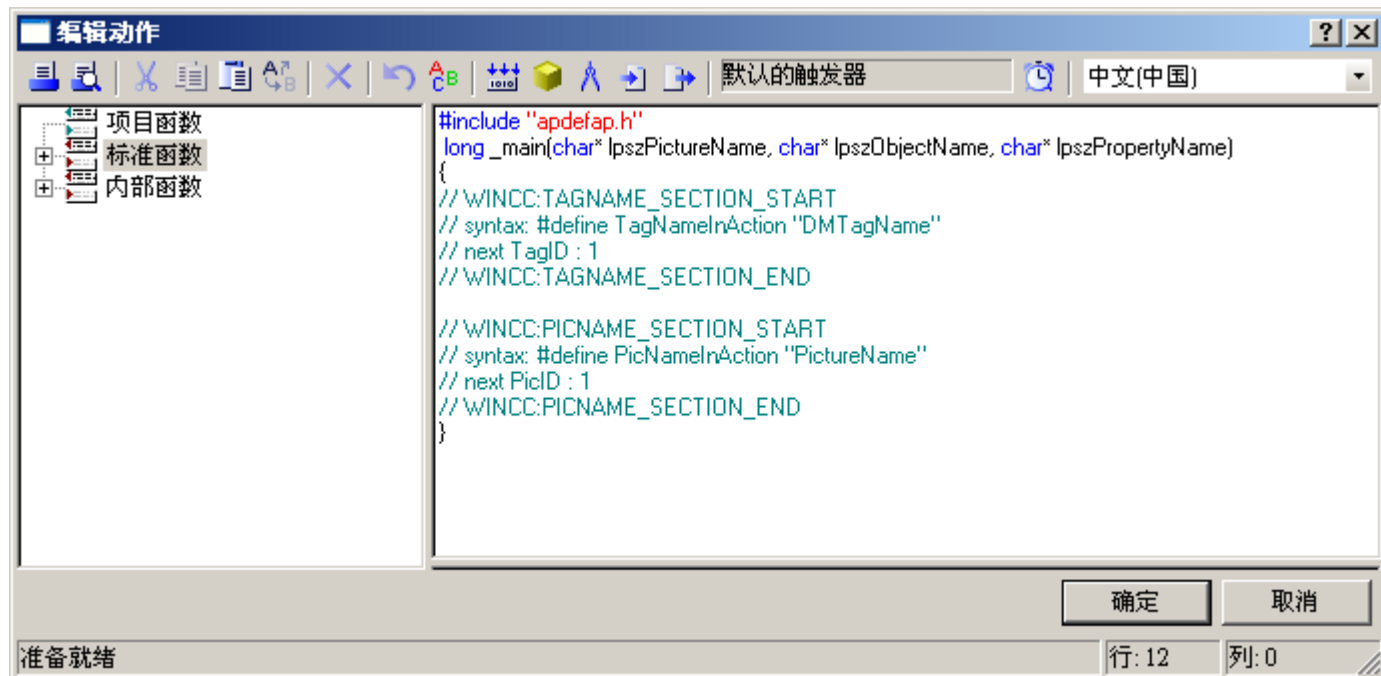 编辑动作
默认的触发器
中文(中国)
项目函数
标准函数
内部函数
#include "apdefap.h"
long _main(char* lpszPictureName, char* lpszObjectName, char* lpszPropertyName)
{
// WINCC:TAGNAME_SECTION_START
// syntax: #define TagNameInAction "DMTagName"
// next TagID : 1
// WINCC:TAGNAME_SECTION_END
// WINCC:PICNAME_SECTION_START
// syntax: #define PicNameInAction "PictureName"
// next PicID : 1
// WINCC:PICNAME_SECTION_END
}
确定 取消
准备就绪 行: 12 列: 0